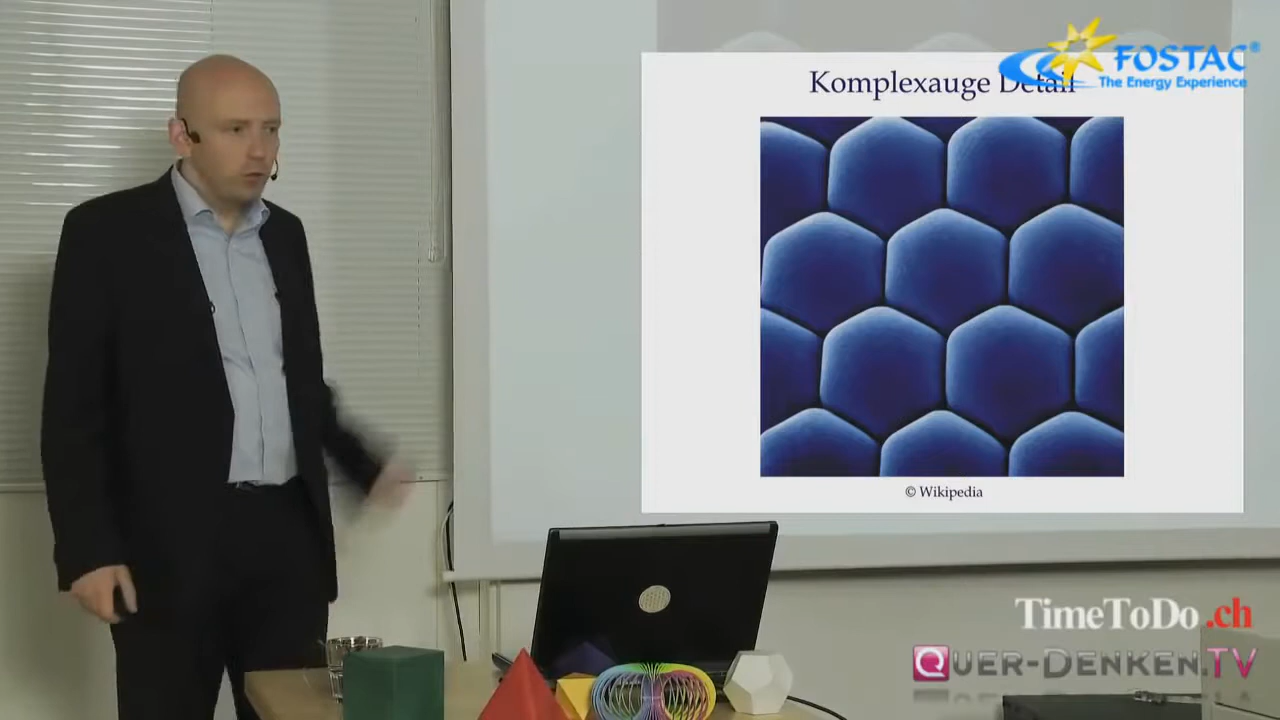 Komplexauge Detail
FOSTAC®
The Energy Experience
© Wikipedia
TimeToDo.ch
QUER-DENKEN.TV